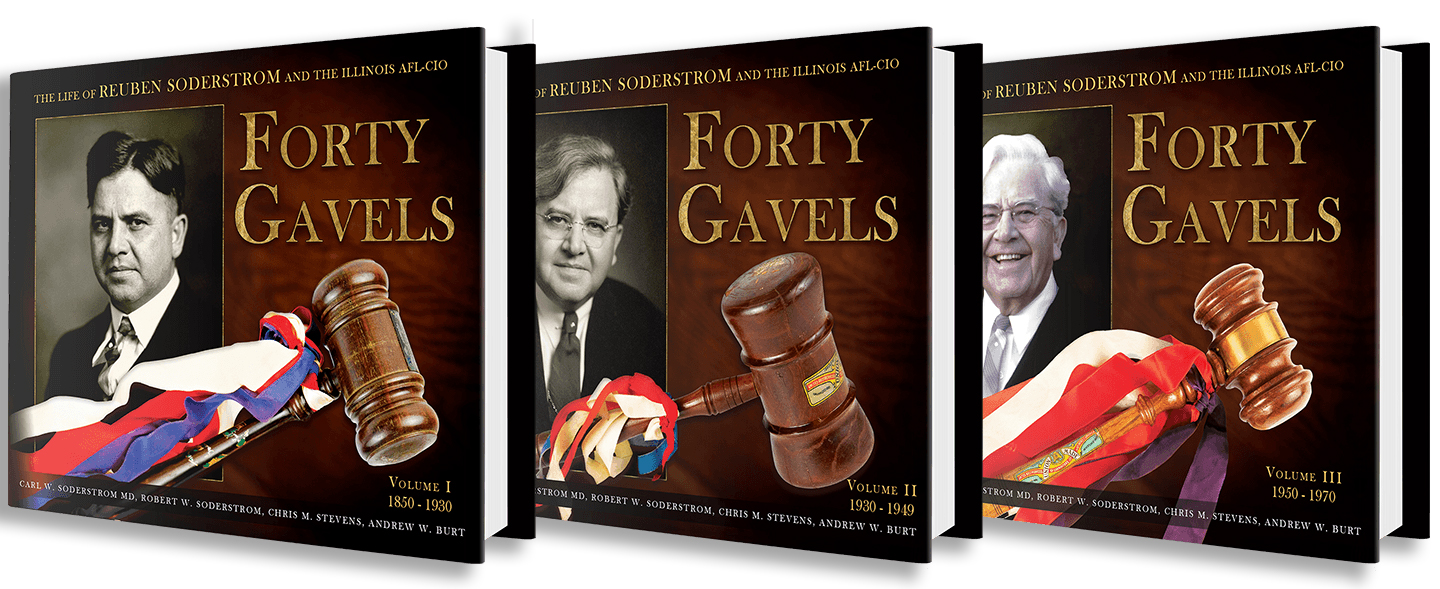 THE LIFE OF REUBEN SODERSTROM AND THE ILLINOIS AFL-CIO
FORTY
GAVELS
VOLUME I
1850 - 1930
CARL W. SODERSTROM MD, ROBERT W. SODERSTROM, CHRIS M. STEVENS, ANDREW W. BURT
OF REUBEN SODERSTROM AND THE ILLINOIS AFL-CIO
FORTY
GAVELS
VOLUME II
1930 - 1949
STROM MD, ROBERT W. SODERSTROM, CHRIS M. STEVENS, ANDREW W. BURT
OF REUBEN SODERSTROM AND THE ILLINOIS AFL-CIO
FORTY
GAVELS
VOLUME III
1950 - 1970
STROM MD, ROBERT W. SODERSTROM, CHRIS M. STEVENS, ANDREW W. BURT